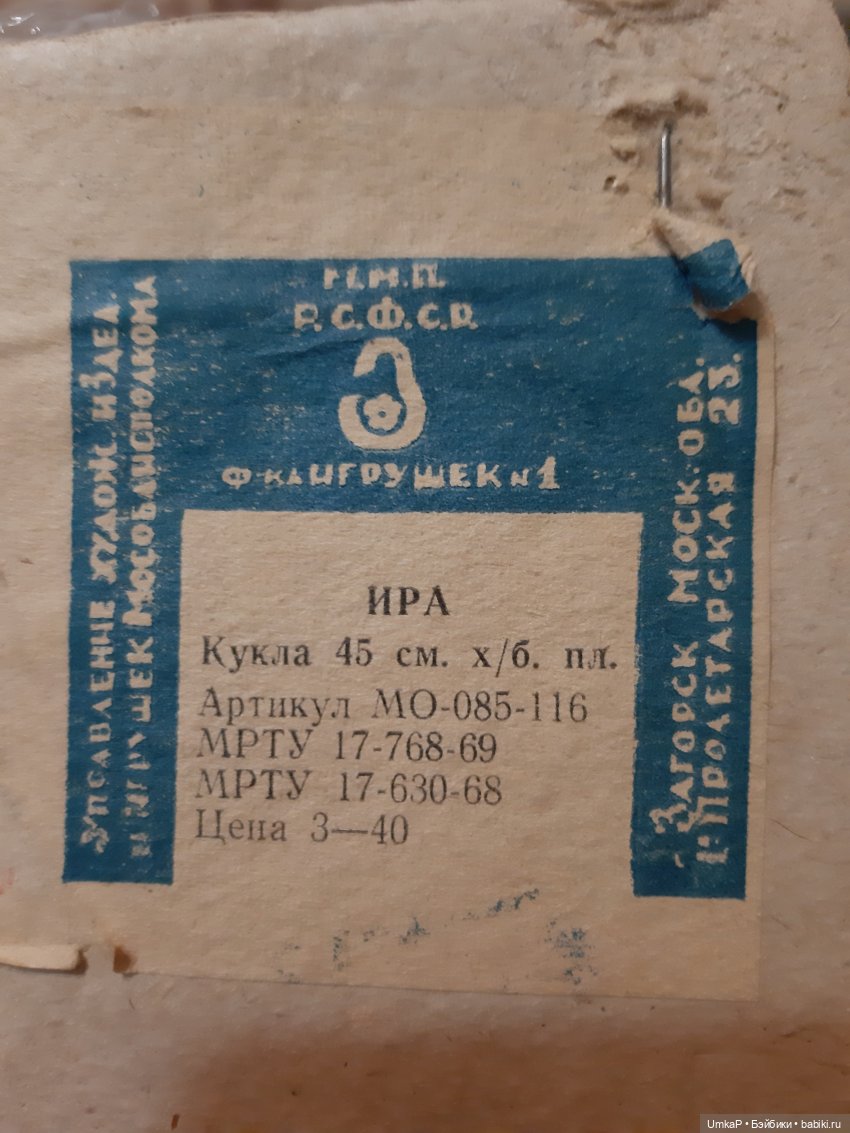 М.М.П.
Р.С.Ф.С.Р.
Ф-КА ИГРУШЕК №1
УПРАВЛЕНИЕ ХУДОЖ. ИЗДЕЛ.
И ИГРУШЕК МОСОБЛИСПОЛКОМА
ИРА
Кукла 45 см. х/б. пл.
Артикул МО-085-116
МРТУ 17-768-69
МРТУ 17-630-68
Цена 3—40
ЗАГОРСК МОСК. ОБЛ.
1Я ПРОЛЕТАРСКАЯ 23.
UmkaP • Бэйбики • babiki.ru